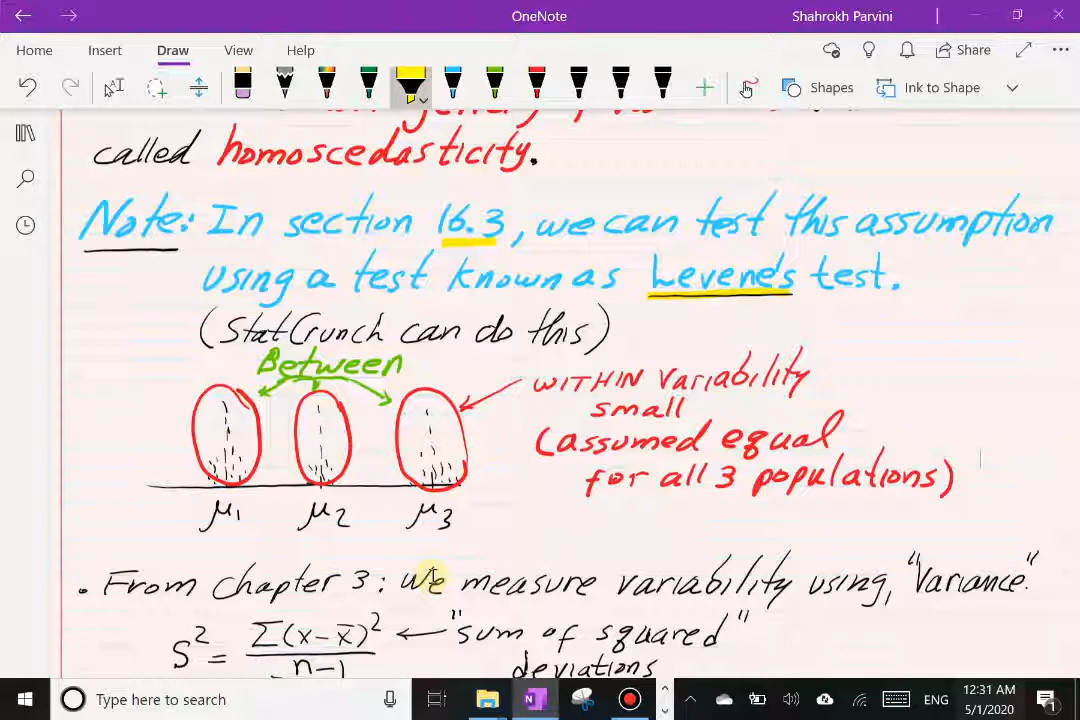 OneNote
Shahrokh Parvini
Home Insert Draw View Help
Share
Shapes
Ink to Shape
called homoscedasticity.
Note: In section 16.3, we can test this assumption
using a test known as Levene's test.
(StatCrunch can do this)
Between
WITHIN variability
small
(assumed equal
for all 3 populations)
μ1 μ2 μ3
. From Chapter 3: We measure variability using, "Variance."
S² = Σ(x-x̄)² ← "sum of squared"
n-1
deviations
Type here to search
ENG
12:31 AM
5/1/2020
1